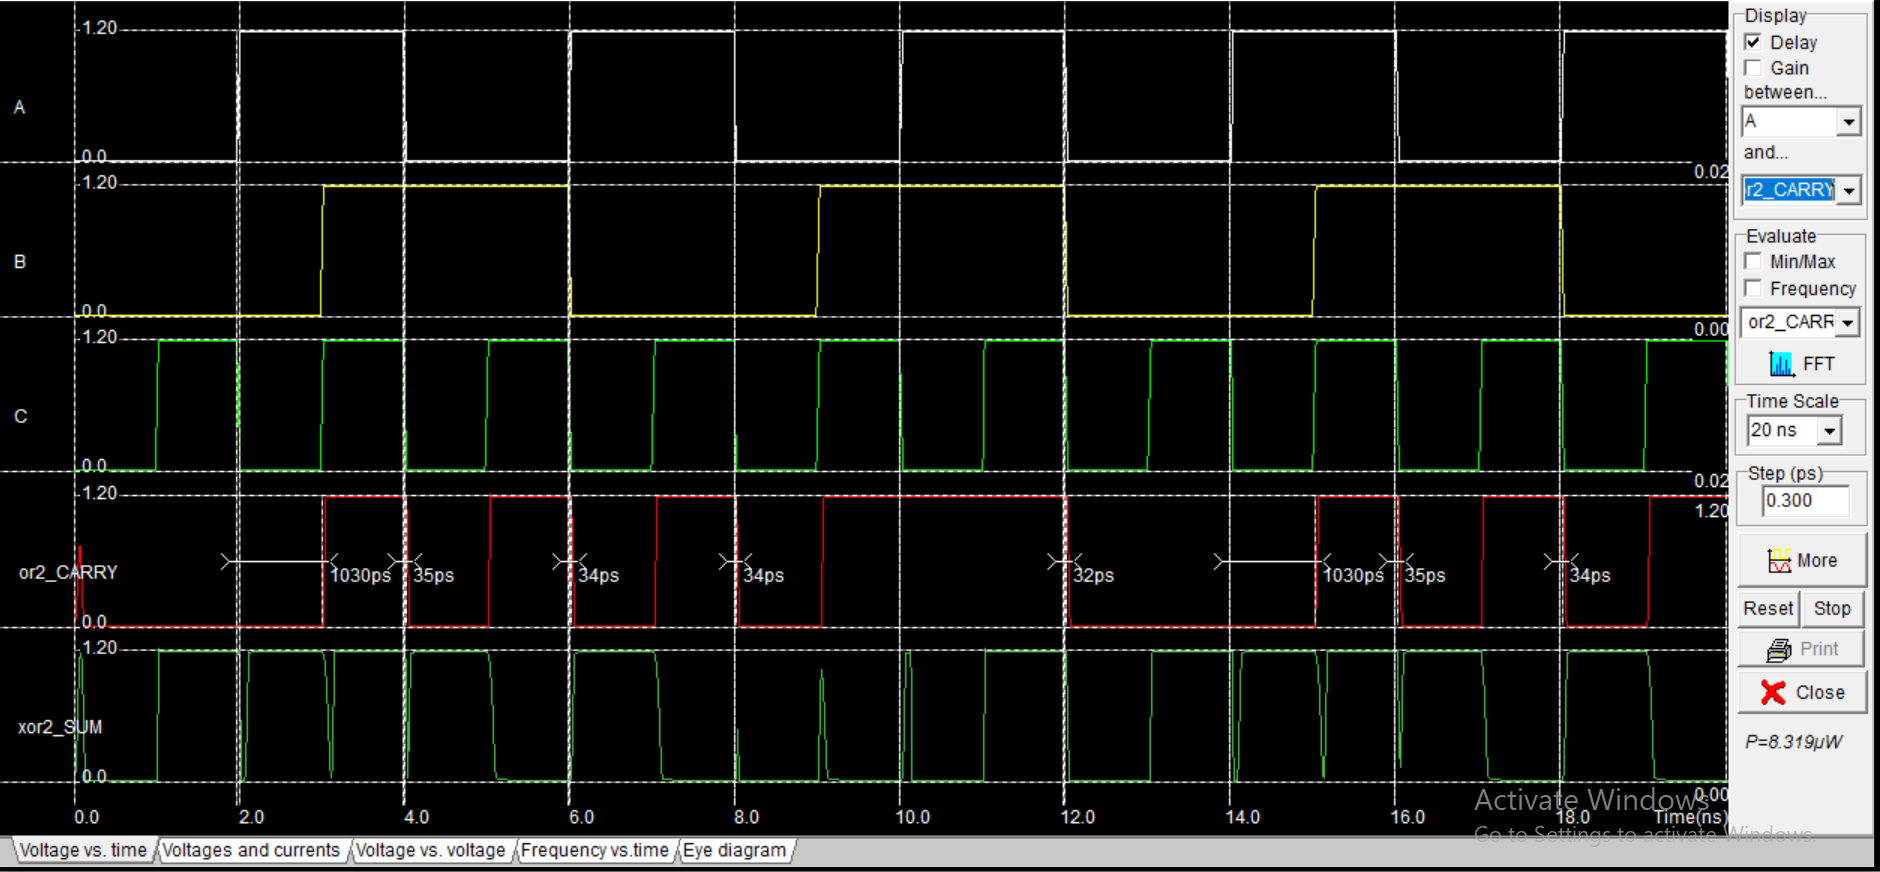 1.20
A
0.0
0.02
1.20
B
0.0
0.00
1.20
C
0.0
0.02
1.20
1.20
or2_CARRY
1030ps 35ps 34ps 34ps 32ps 1030ps 35ps 34ps
0.0
1.20
xor2_SUM
0.0
0.00
0.0 2.0 4.0 6.0 8.0 10.0 12.0 14.0 16.0 18.0 Time(ns)
Voltage vs. time Voltages and currents Voltage vs. voltage Frequency vs.time Eye diagram
Display
Delay
Gain
between...
A
and...
r2_CARRY
Evaluate
Min/Max
Frequency
or2_CARR
FFT
Time Scale
20 ns
Step (ps)
0.300
More
Reset Stop
Print
Close
P=8.319µW
Activate Windows
Go to Settings to activate Windows.